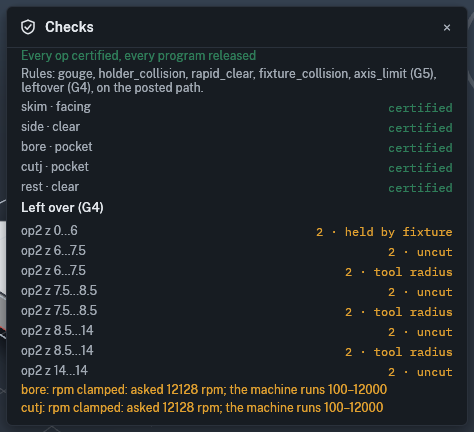 Checks ×
Every op certified, every program released
Rules: gouge, holder_collision, rapid_clear, fixture_collision, axis_limit (G5),
leftover (G4), on the posted path.
skim · facing certified
side · clear certified
bore · pocket certified
cutj · pocket certified
rest · clear certified
Left over (G4)
op2 z 0...6 2 · held by fixture
op2 z 6...7.5 2 · uncut
op2 z 6...7.5 2 · tool radius
op2 z 7.5...8.5 2 · uncut
op2 z 7.5...8.5 2 · tool radius
op2 z 8.5...14 2 · uncut
op2 z 8.5...14 2 · tool radius
op2 z 14...14 2 · uncut
bore: rpm clamped: asked 12128 rpm; the machine runs 100–12000
cutj: rpm clamped: asked 12128 rpm; the machine runs 100–12000